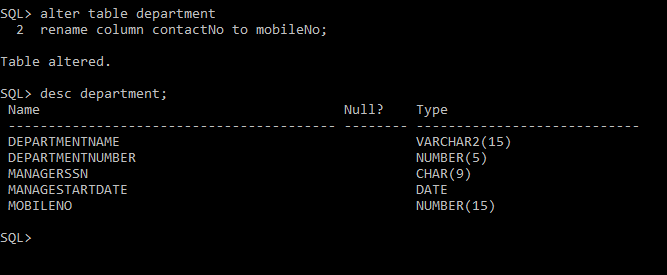 SQL> alter table department
  2  rename column contactNo to mobileNo;
Table altered.
SQL> desc department;
 Name                                      Null?    Type
 ----------------------------------------- -------- ----------------------------
 DEPARTMENTNAME                                     VARCHAR2(15)
 DEPARTMENTNUMBER                                   NUMBER(5)
 MANAGERSSN                                         CHAR(9)
 MANAGESTARTDATE                                    DATE
 MOBILENO                                           NUMBER(15)
SQL>